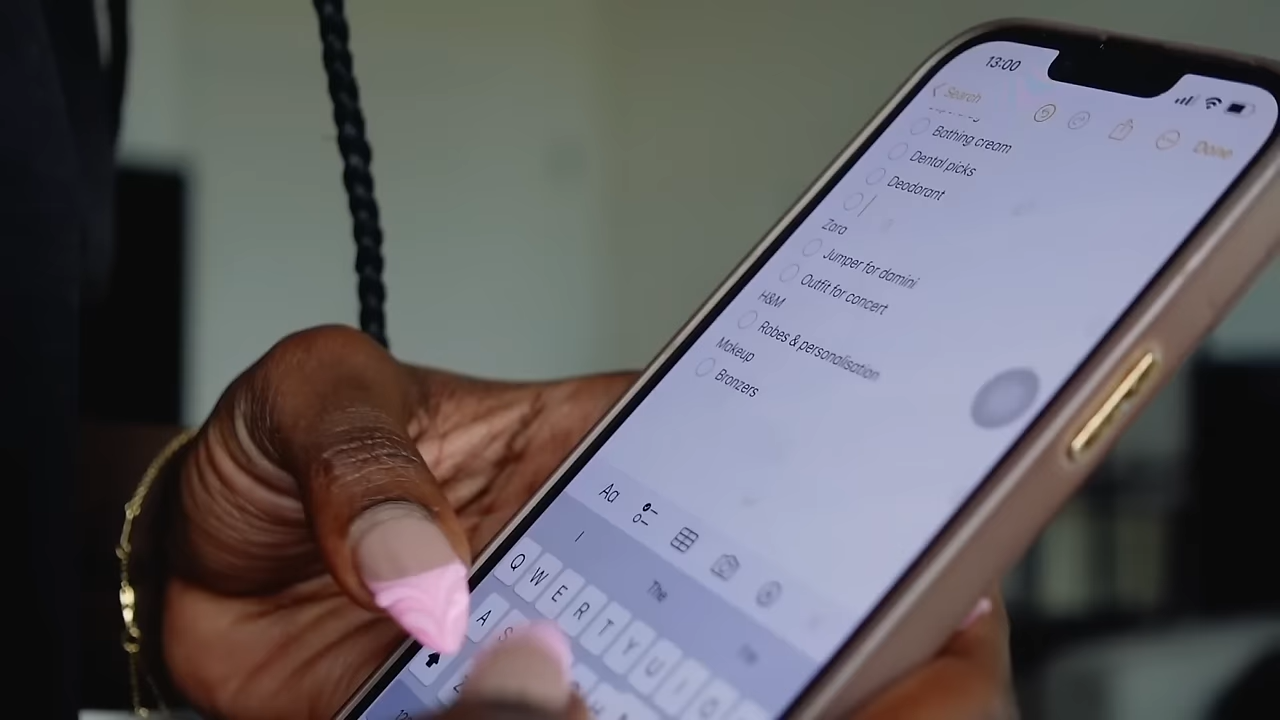 13:00
Search
Done
Bathing cream
Dental picks
Deodorant
Zara
Jumper for damini
Outfit for concert
H&M
Robes & personalisation
Makeup
Bronzers
Aa
I
The
Q W E R T Y U I O
A S
Z